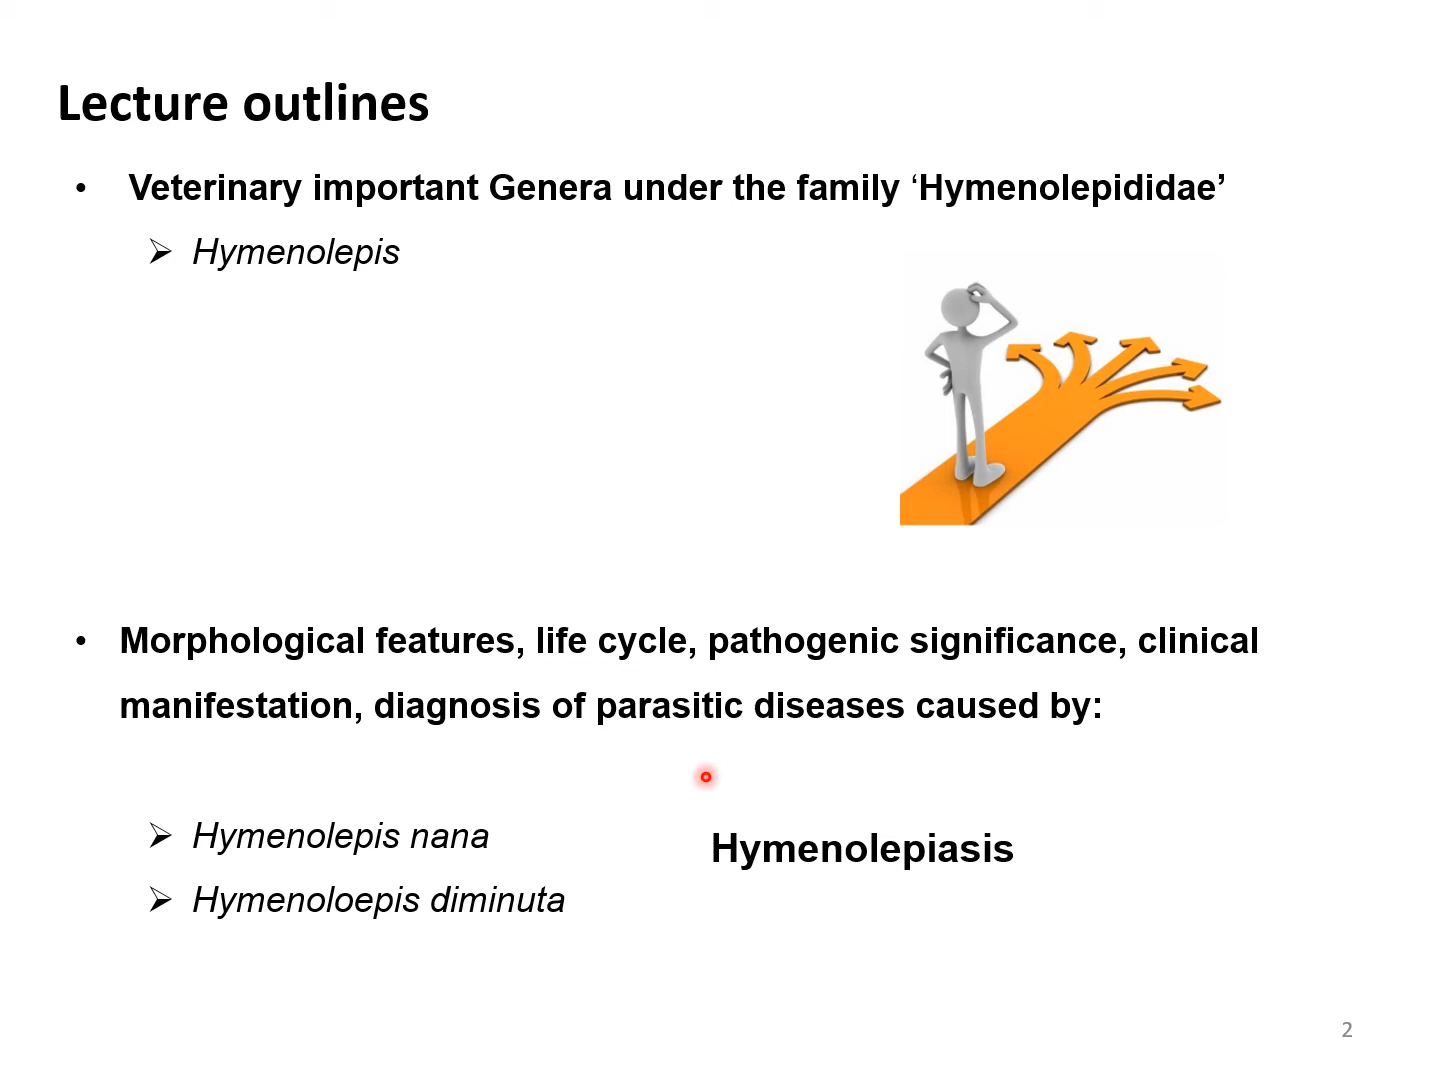 Lecture outlines
• Veterinary important Genera under the family ‘Hymenolepididae’
➢ Hymenolepis
• Morphological features, life cycle, pathogenic significance, clinical
manifestation, diagnosis of parasitic diseases caused by:
➢ Hymenolepis nana
Hymenolepiasis
➢ Hymenoloepis diminuta
2